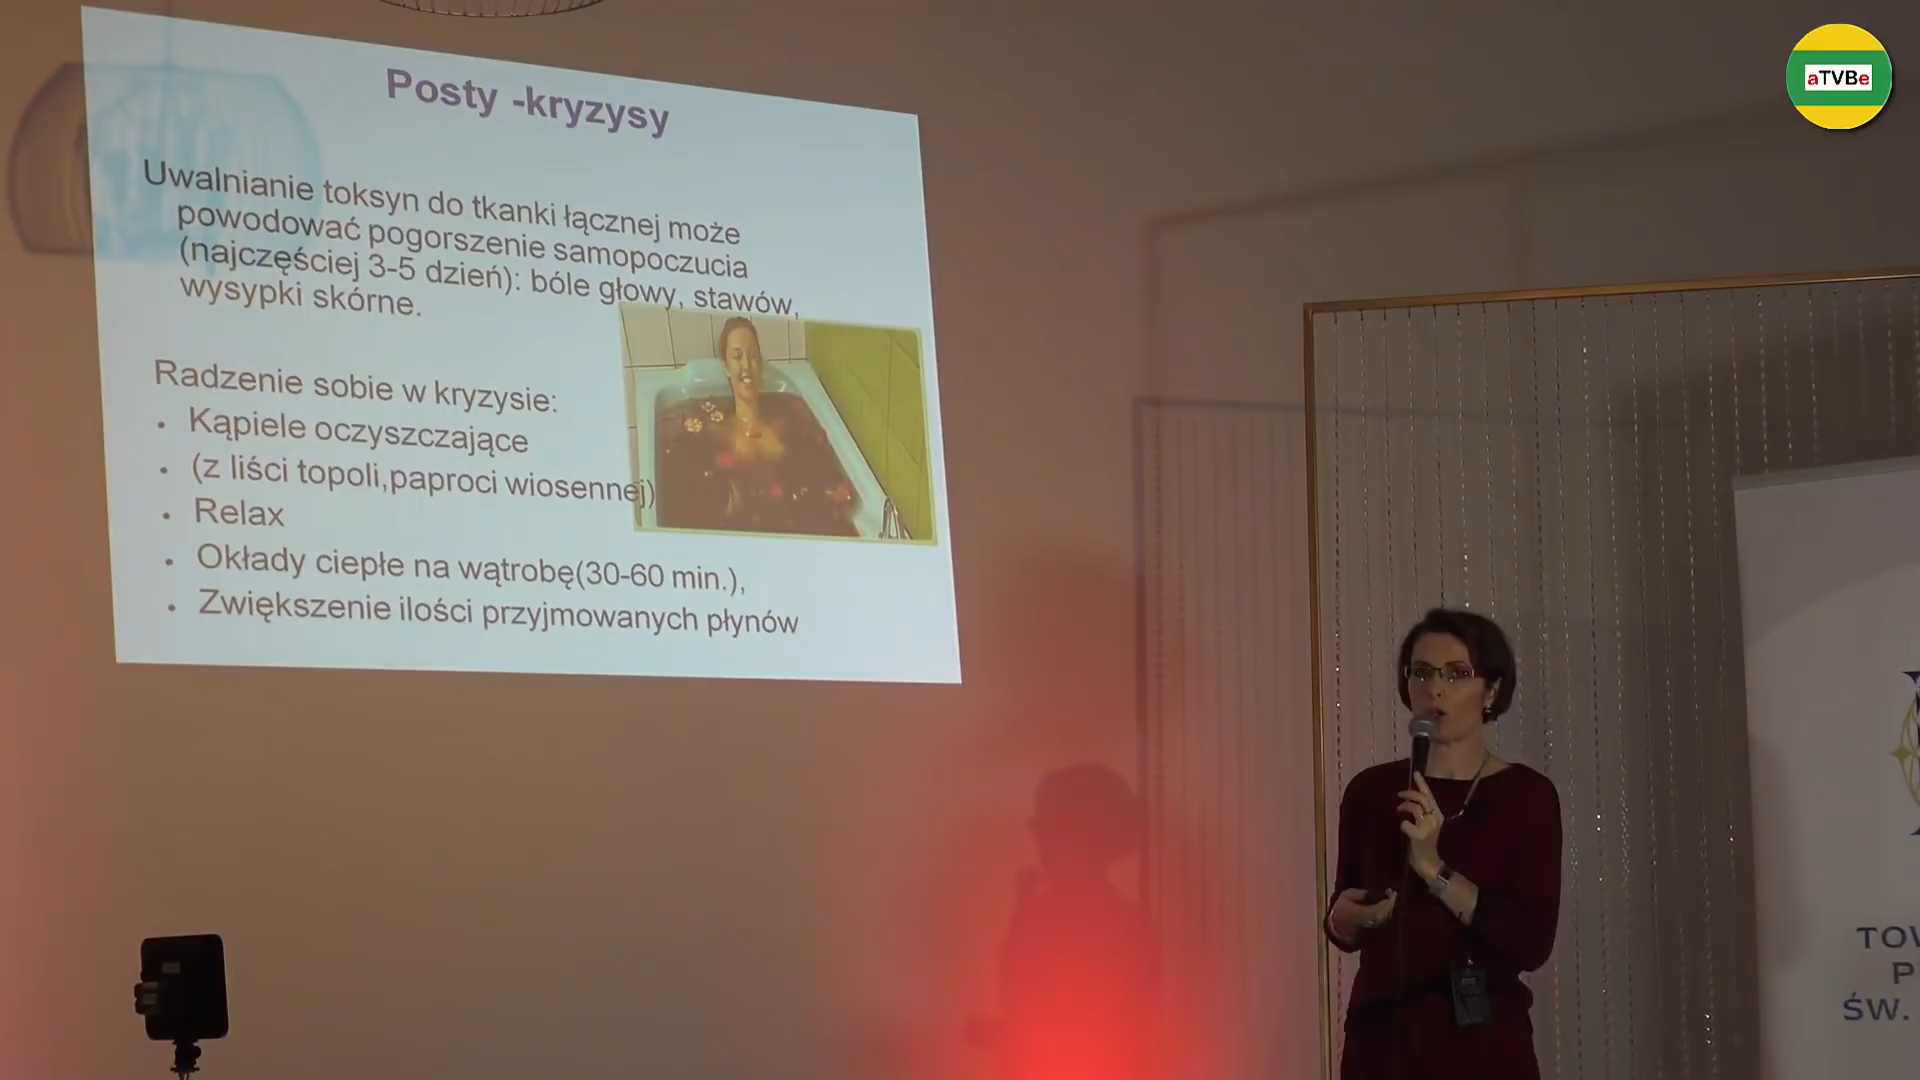 aTVBe
Posty -kryzysy
Uwalnianie toksyn do tkanki łącznej może
powodować pogorszenie samopoczucia
(najczęściej 3-5 dzień): bóle głowy, stawów,
wysypki skórne.
Radzenie sobie w kryzysie:
• Kąpiele oczyszczające
• (z liści topoli,paproci wiosennej)
• Relax
• Okłady ciepłe na wątrobę(30-60 min.),
• Zwiększenie ilości przyjmowanych płynów
ŚW.